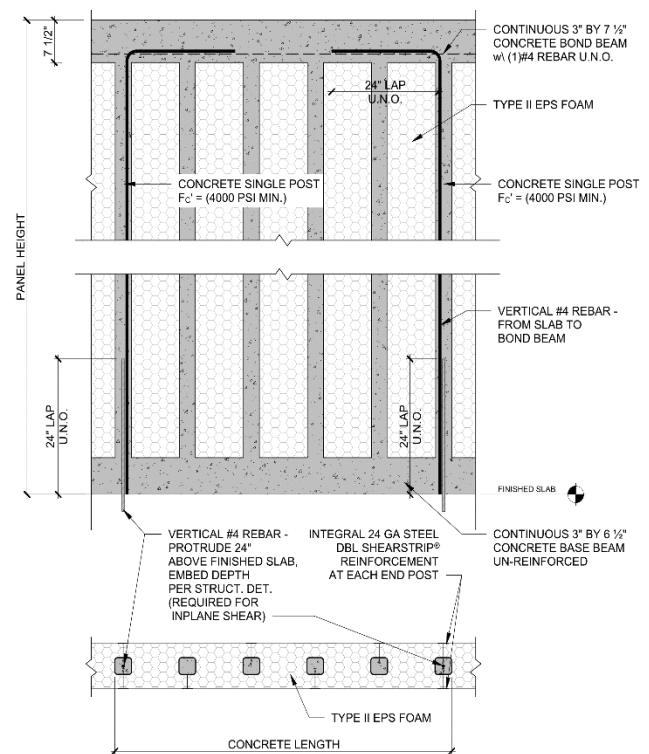 7 1/2"
CONTINUOUS 3" BY 7 ½"
CONCRETE BOND BEAM
w\ (1)#4 REBAR U.N.O.
24" LAP
U.N.O.
TYPE II EPS FOAM
CONCRETE SINGLE POST
Fc' = (4000 PSI MIN.)
CONCRETE SINGLE POST
Fc' = (4000 PSI MIN.)
PANEL HEIGHT
VERTICAL #4 REBAR -
FROM SLAB TO
BOND BEAM
24" LAP
U.N.O.
24" LAP
U.N.O.
FINISHED SLAB
VERTICAL #4 REBAR -
PROTRUDE 24"
ABOVE FINISHED SLAB,
EMBED DEPTH
PER STRUCT. DET.
(REQUIRED FOR
INPLANE SHEAR)
INTEGRAL 24 GA STEEL
DBL SHEARSTRIP®
REINFORCEMENT
AT EACH END POST
CONTINUOUS 3" BY 6 ½"
CONCRETE BASE BEAM
UN-REINFORCED
TYPE II EPS FOAM
CONCRETE LENGTH